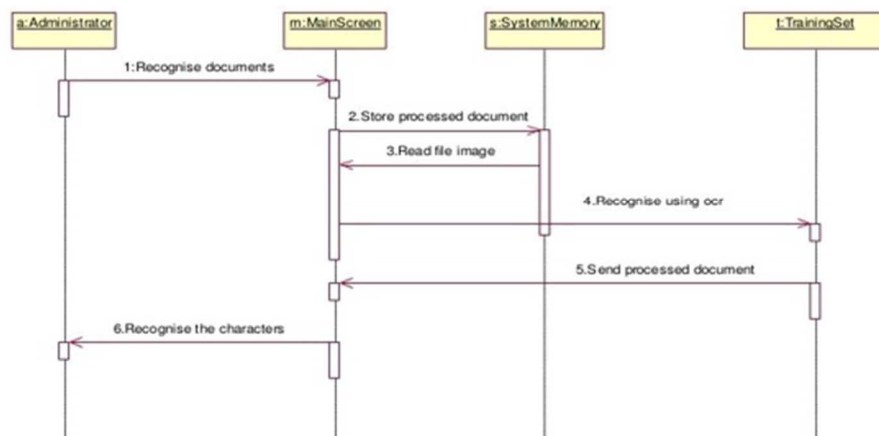 a:Administrator
m:MainScreen
s:SystemMemory
t:TrainingSet
1:Recognise documents
2.Store processed document
3.Read file image
4.Recognise using ocr
5.Send processed document
6.Recognise the characters